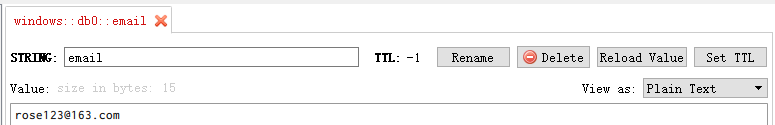 windows::db0::email
STRING: email TTL: -1 Rename Delete Reload Value Set TTL
Value: size in bytes: 15 View as: Plain Text
rose123@163.com